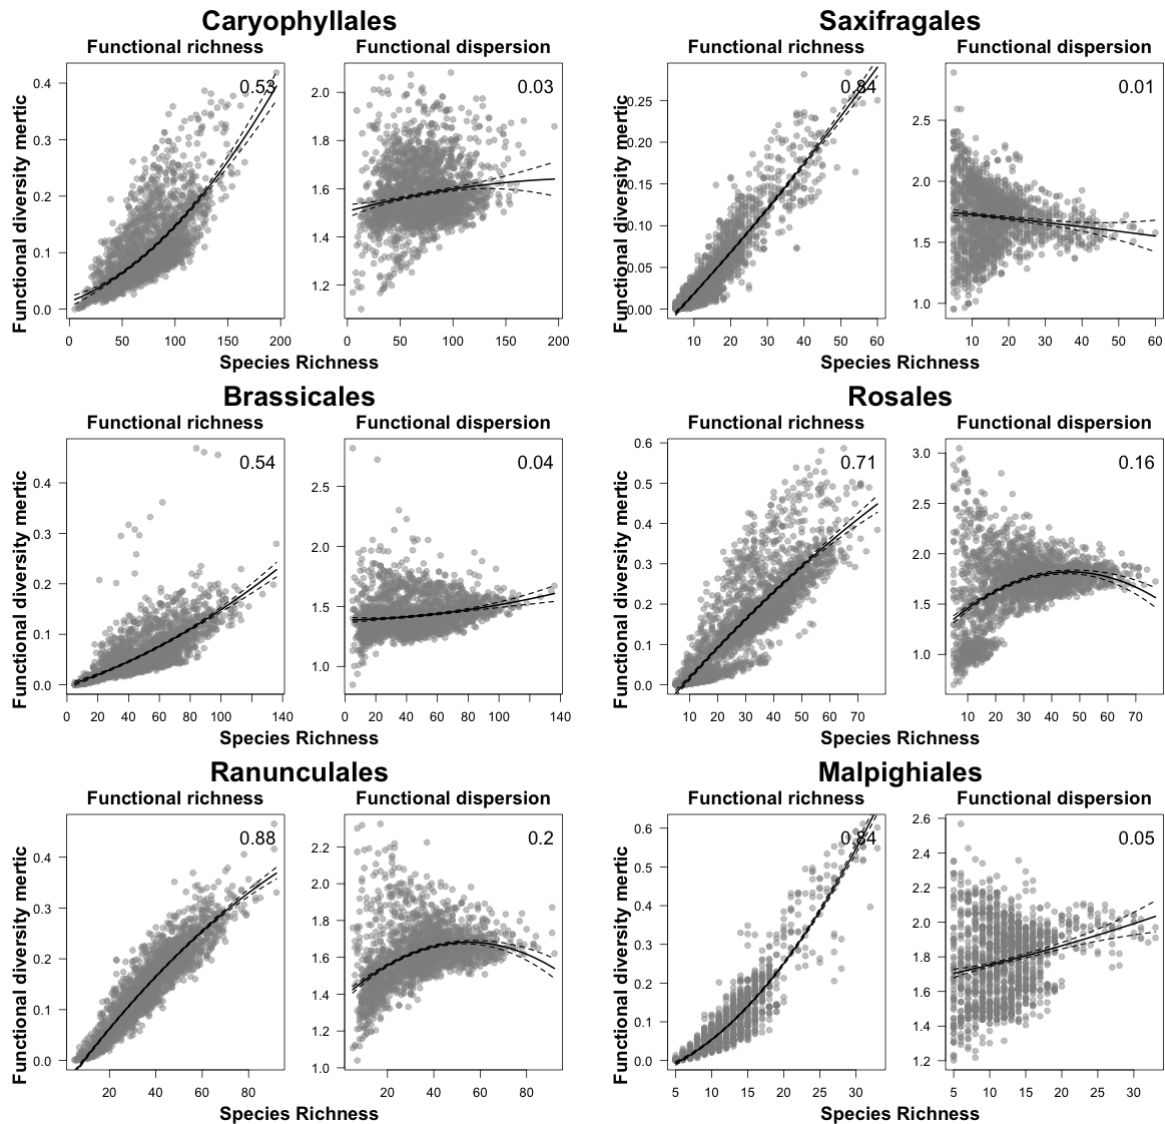 Caryophyllales
Functional richness
Functional dispersion
Functional diversity mertic
0.4
0.3
0.2
0.1
0.0
0.53
0 50 100 150 200
2.0
1.8
1.6
1.4
1.2
0.03
0 50 100 150 200
Species Richness
Saxifragales
Functional richness
Functional dispersion
Functional diversity mertic
0.25
0.20
0.15
0.10
0.05
0.00
0.84
10 20 30 40 50 60
2.5
2.0
1.5
1.0
0.01
10 20 30 40 50 60
Species Richness
Brassicales
Functional richness
Functional dispersion
Functional diversity mertic
0.4
0.3
0.2
0.1
0.0
0.54
0 20 40 60 80 100 140
2.5
2.0
1.5
1.0
0.04
0 20 40 60 80 100 140
Species Richness
Rosales
Functional richness
Functional dispersion
Functional diversity mertic
0.6
0.5
0.4
0.3
0.2
0.1
0.0
0.71
10 20 30 40 50 60 70
3.0
2.5
2.0
1.5
1.0
0.16
10 20 30 40 50 60 70
Species Richness
Ranunculales
Functional richness
Functional dispersion
Functional diversity mertic
0.4
0.3
0.2
0.1
0.0
0.88
20 40 60 80
2.2
2.0
1.8
1.6
1.4
1.2
1.0
0.2
20 40 60 80
Species Richness
Malpighiales
Functional richness
Functional dispersion
Functional diversity mertic
0.6
0.5
0.4
0.3
0.2
0.1
0.0
0.84
5 10 15 20 25 30
2.6
2.4
2.2
2.0
1.8
1.6
1.4
1.2
0.05
5 10 15 20 25 30
Species Richness